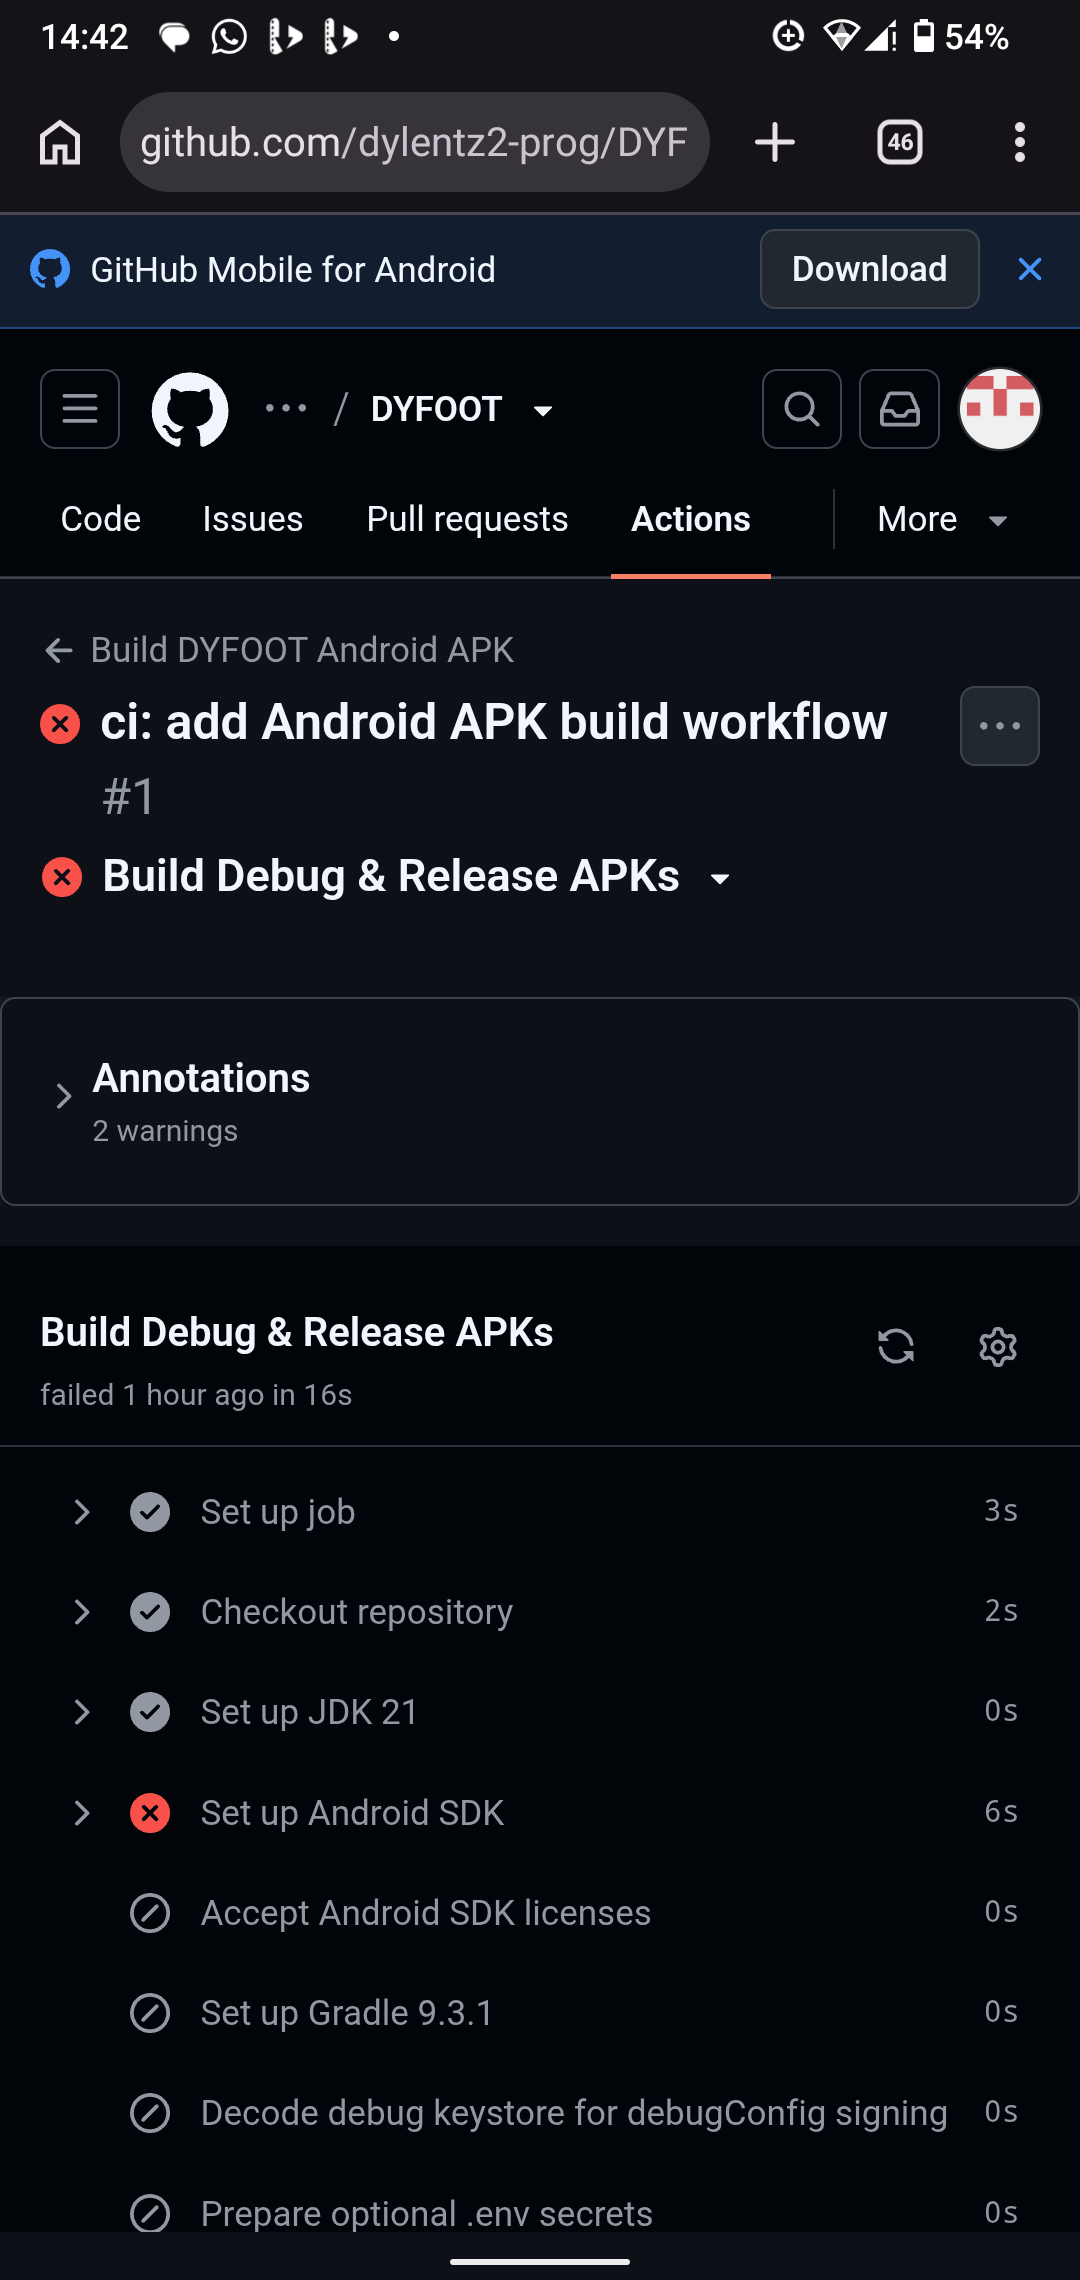 14:42
54%
github.com/dylentz2-prog/DYF
46
GitHub Mobile for Android
Download
... / DYFOOT
Code Issues Pull requests Actions More
Build DYFOOT Android APK
ci: add Android APK build workflow
#1
Build Debug & Release APKs
Annotations
2 warnings
Build Debug & Release APKs
failed 1 hour ago in 16s
Set up job 3s
Checkout repository 2s
Set up JDK 21 0s
Set up Android SDK 6s
Accept Android SDK licenses 0s
Set up Gradle 9.3.1 0s
Decode debug keystore for debugConfig signing 0s
Prepare optional .env secrets 0s